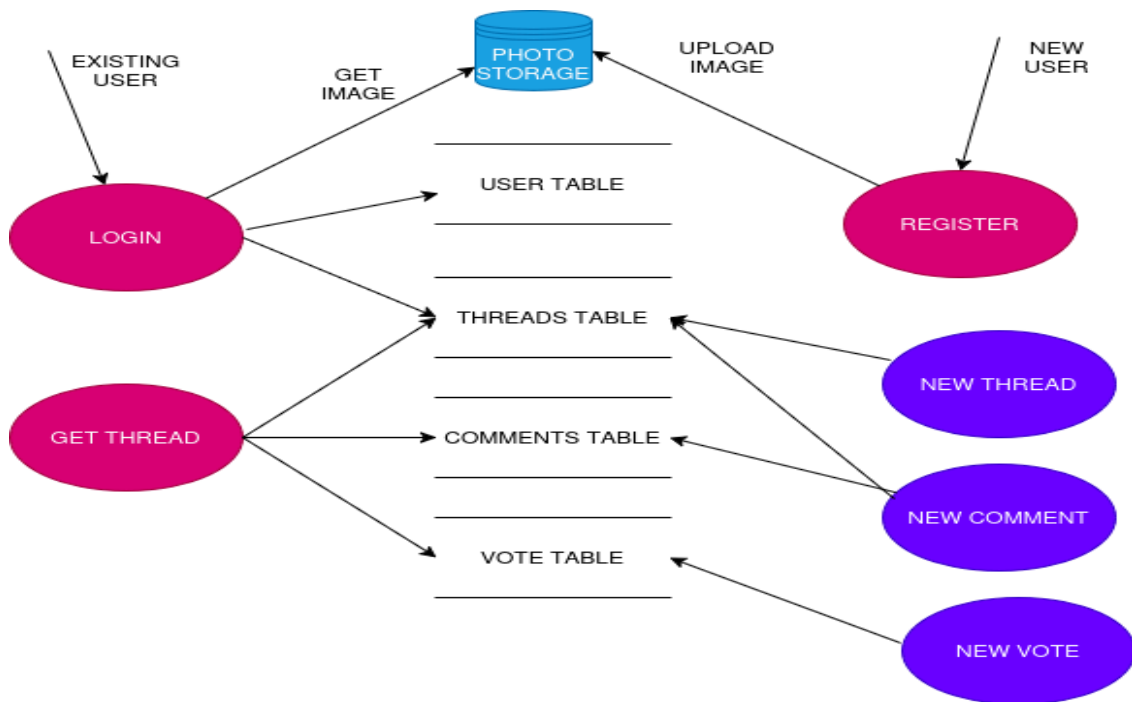 EXISTING
USER
GET
IMAGE
PHOTO
STORAGE
UPLOAD
IMAGE
NEW
USER
USER TABLE
LOGIN
REGISTER
THREADS TABLE
NEW THREAD
GET THREAD
COMMENTS TABLE
NEW COMMENT
VOTE TABLE
NEW VOTE